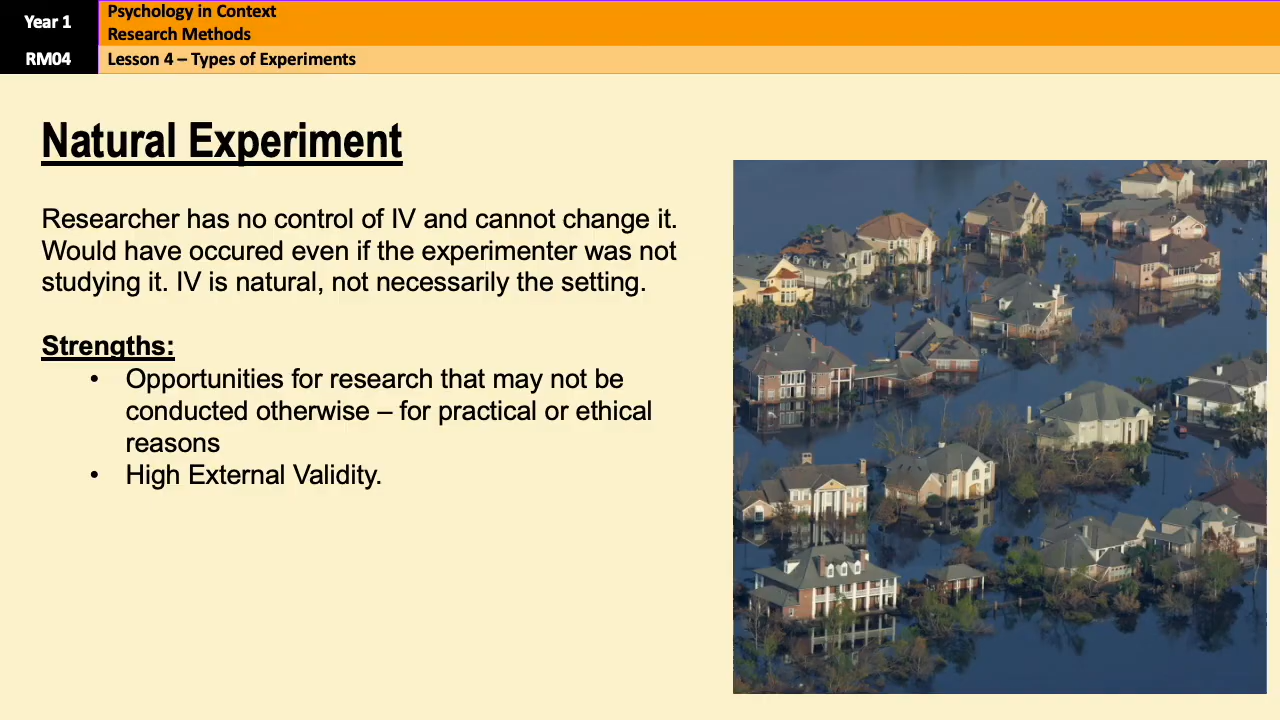 Year 1
Psychology in Context
Research Methods
RM04
Lesson 4 – Types of Experiments
Natural Experiment
Researcher has no control of IV and cannot change it.
Would have occured even if the experimenter was not
studying it. IV is natural, not necessarily the setting.
Strengths:
• Opportunities for research that may not be
conducted otherwise – for practical or ethical
reasons
• High External Validity.